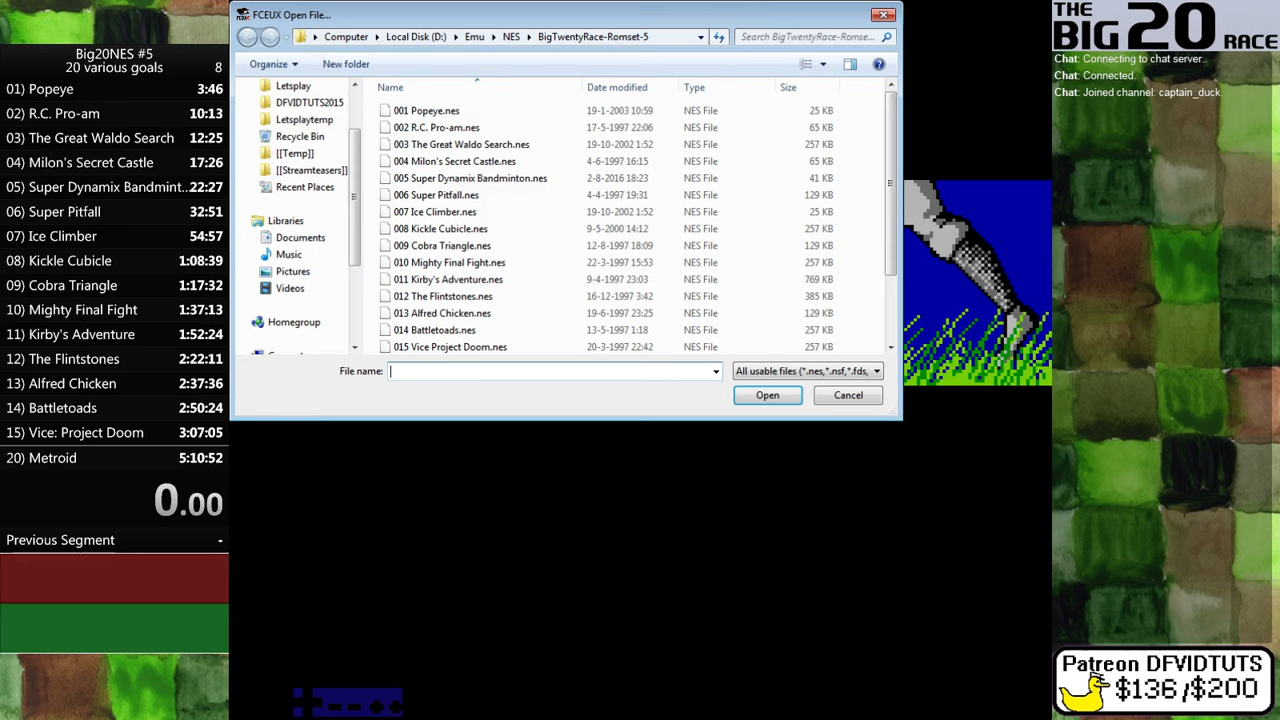 Big20NES #5
20 various goals 8
01) Popeye 3:46
02) R.C. Pro-am 10:13
03) The Great Waldo Search 12:25
04) Milon's Secret Castle 17:26
05) Super Dynamix Bandmint... 22:27
06) Super Pitfall 32:51
07) Ice Climber 54:57
08) Kickle Cubicle 1:08:39
09) Cobra Triangle 1:17:32
10) Mighty Final Fight 1:37:13
11) Kirby's Adventure 1:52:24
12) The Flintstones 2:22:11
13) Alfred Chicken 2:37:36
14) Battletoads 2:50:24
15) Vice: Project Doom 3:07:05
20) Metroid 5:10:52
0.00
Previous Segment -
FCEUX Open File...
Computer Local Disk (D:) Emu NES BigTwentyRace-Romset-5
Search BigTwentyRace-Romse...
Organize New folder
Letsplay
DFVIDTUTS2015
Letsplaytemp
Recycle Bin
[[Temp]]
[[Streamteasers]]
Recent Places
Libraries
Documents
Music
Pictures
Videos
Homegroup
Name Date modified Type Size
001 Popeye.nes 19-1-2003 10:59 NES File 25 KB
002 R.C. Pro-am.nes 17-5-1997 22:06 NES File 65 KB
003 The Great Waldo Search.nes 19-10-2002 1:52 NES File 257 KB
004 Milon's Secret Castle.nes 4-6-1997 16:15 NES File 65 KB
005 Super Dynamix Bandminton.nes 2-8-2016 18:23 NES File 41 KB
006 Super Pitfall.nes 4-4-1997 19:31 NES File 129 KB
007 Ice Climber.nes 19-10-2002 1:52 NES File 25 KB
008 Kickle Cubicle.nes 9-5-2000 14:12 NES File 257 KB
009 Cobra Triangle.nes 12-8-1997 18:09 NES File 129 KB
010 Mighty Final Fight.nes 22-3-1997 15:53 NES File 257 KB
011 Kirby's Adventure.nes 9-4-1997 23:03 NES File 769 KB
012 The Flintstones.nes 16-12-1997 3:42 NES File 385 KB
013 Alfred Chicken.nes 19-6-1997 23:25 NES File 129 KB
014 Battletoads.nes 13-5-1997 1:18 NES File 257 KB
015 Vice Project Doom.nes 20-3-1997 22:42 NES File 257 KB
File name:
All usable files (*.nes,*.nsf,*.fds,
Open Cancel
THE BIG 20 RACE
Chat: Connecting to chat server..
Chat: Connected.
Chat: Joined channel: captain_duck.
Patreon DFVIDTUTS
$136/$200